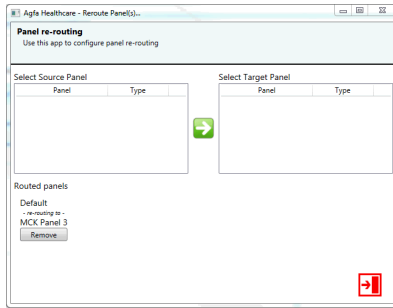 Agfa Healthcare - Reroute Panel(s)...
Panel re-routing
Use this app to configure panel re-routing
Select Source Panel
Select Target Panel
Panel Type
Panel Type
Routed panels
Default
- re-routing to -
MCK Panel 3
Remove